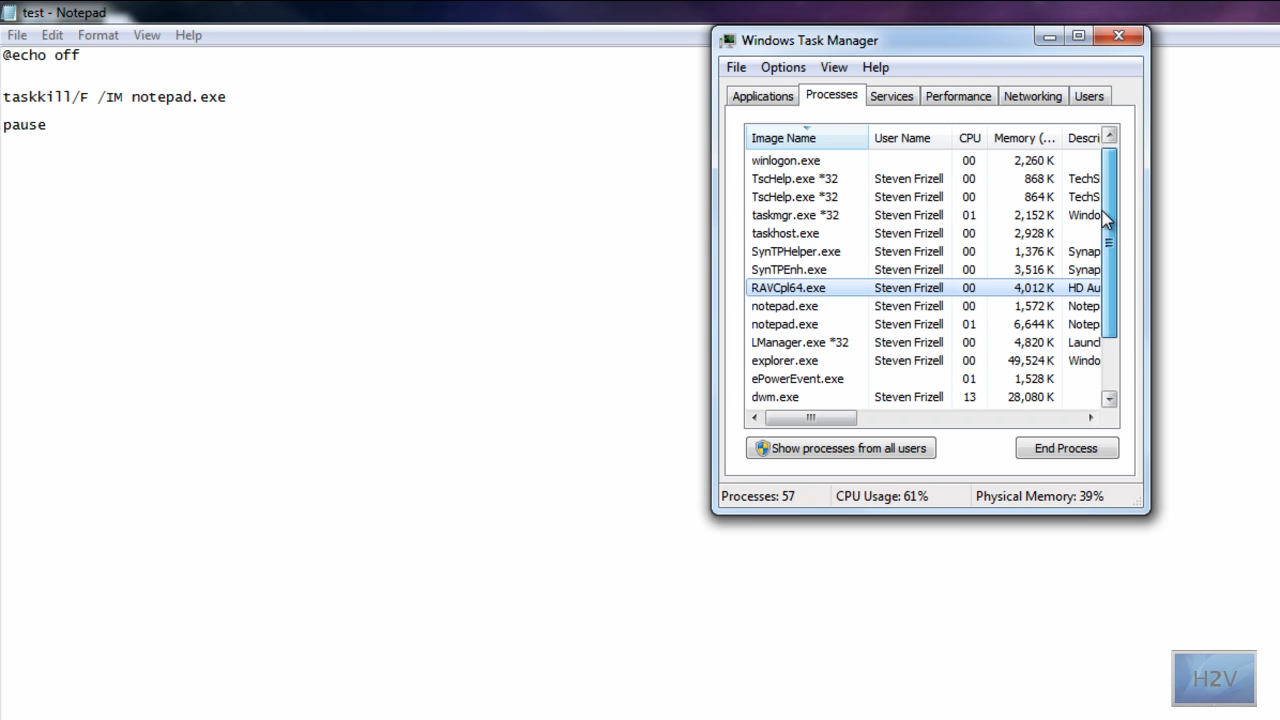 test - Notepad
File Edit Format View Help
@echo off
taskkill/F /IM notepad.exe
pause
Windows Task Manager
File Options View Help
Applications Processes Services Performance Networking Users
Image Name User Name CPU Memory (... Descri
winlogon.exe 00 2,260 K
TscHelp.exe *32 Steven Frizell 00 868 K TechS
TscHelp.exe *32 Steven Frizell 00 864 K TechS
taskmgr.exe *32 Steven Frizell 01 2,152 K Windo
taskhost.exe Steven Frizell 00 2,928 K
SynTPHelper.exe Steven Frizell 00 1,376 K Synap
SynTPEnh.exe Steven Frizell 00 3,516 K Synap
RAVCpl64.exe Steven Frizell 00 4,012 K HD Au
notepad.exe Steven Frizell 00 1,572 K Notep
notepad.exe Steven Frizell 01 6,644 K Notep
LManager.exe *32 Steven Frizell 00 4,820 K Launc
explorer.exe Steven Frizell 00 49,524 K Windo
ePowerEvent.exe 01 1,528 K
dwm.exe Steven Frizell 13 28,080 K
Show processes from all users End Process
Processes: 57 CPU Usage: 61% Physical Memory: 39%
H2V